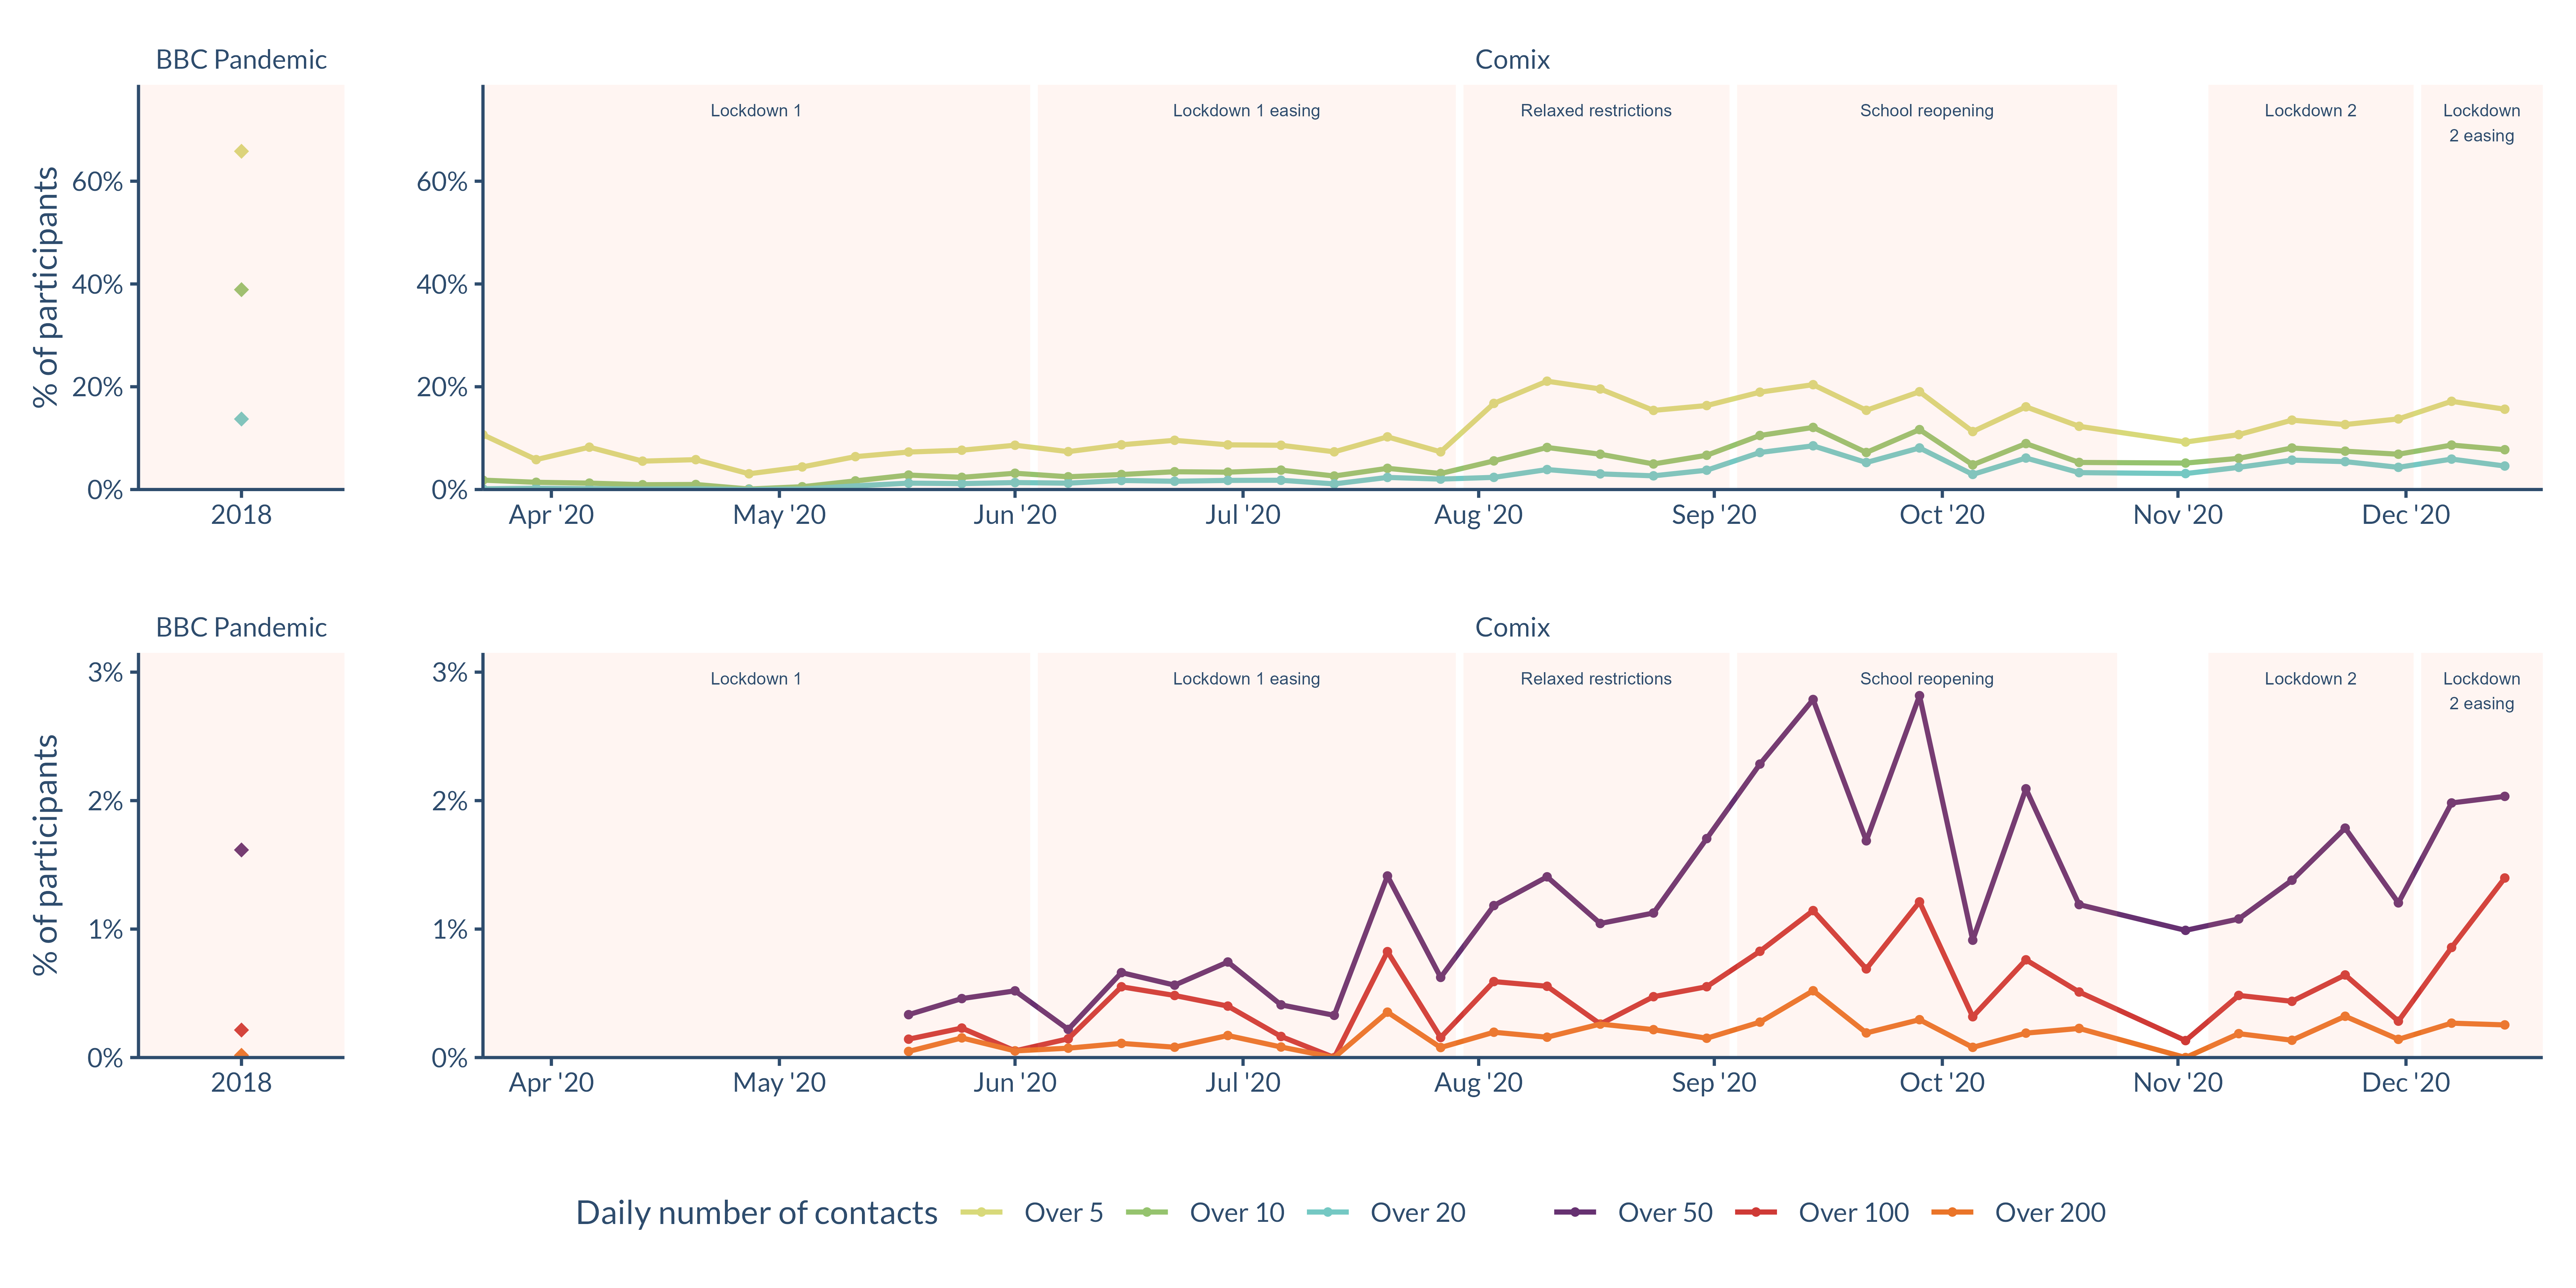 BBC Pandemic
Comix
Lockdown 1
Lockdown 1 easing
Relaxed restrictions
School reopening
Lockdown 2
Lockdown
2 easing
% of participants
60%
40%
20%
0%
2018
60%
40%
20%
0%
Apr '20
May '20
Jun '20
Jul '20
Aug '20
Sep '20
Oct '20
Nov '20
Dec '20
BBC Pandemic
Comix
Lockdown 1
Lockdown 1 easing
Relaxed restrictions
School reopening
Lockdown 2
Lockdown
2 easing
% of participants
3%
2%
1%
0%
2018
3%
2%
1%
0%
Apr '20
May '20
Jun '20
Jul '20
Aug '20
Sep '20
Oct '20
Nov '20
Dec '20
Daily number of contacts
Over 5
Over 10
Over 20
Over 50
Over 100
Over 200